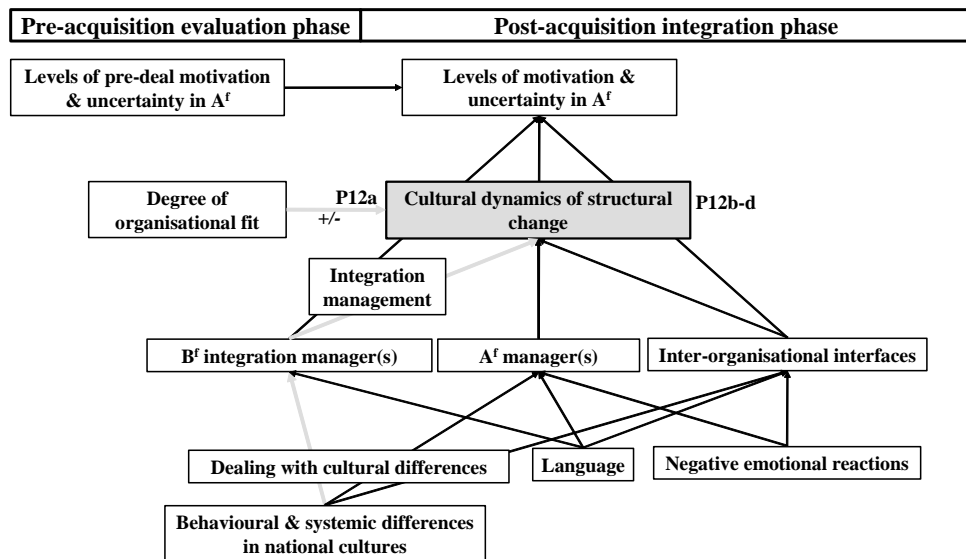 Pre-acquisition evaluation phase
Post-acquisition integration phase
Levels of pre-deal motivation
& uncertainty in Aᶠ
Levels of motivation &
uncertainty in Aᶠ
Degree of
organisational fit
P12a
+/-
Cultural dynamics of structural
change
P12b-d
Integration
management
Bᶠ integration manager(s)
Aᶠ manager(s)
Inter-organisational interfaces
Dealing with cultural differences
Language
Negative emotional reactions
Behavioural & systemic differences
in national cultures